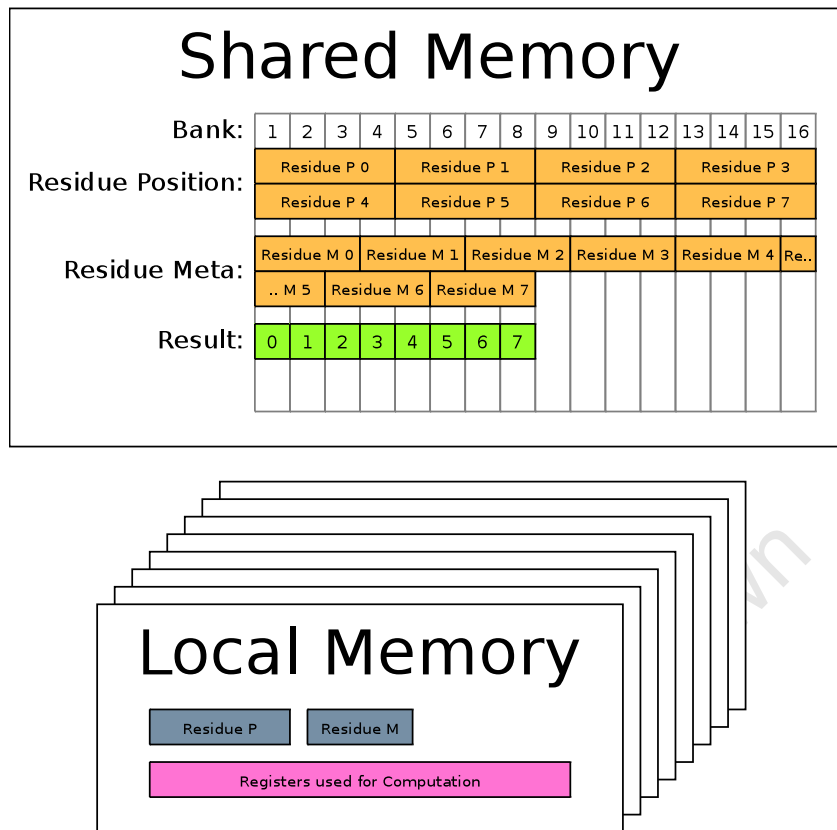 Shared Memory
Bank: 1 2 3 4 5 6 7 8 9 10 11 12 13 14 15 16
Residue Position:
Residue P 0 Residue P 1 Residue P 2 Residue P 3
Residue P 4 Residue P 5 Residue P 6 Residue P 7
Residue Meta:
Residue M 0 Residue M 1 Residue M 2 Residue M 3 Residue M 4 Re..
.. M 5 Residue M 6 Residue M 7
Result: 0 1 2 3 4 5 6 7
Local Memory
Residue P Residue M
Registers used for Computation